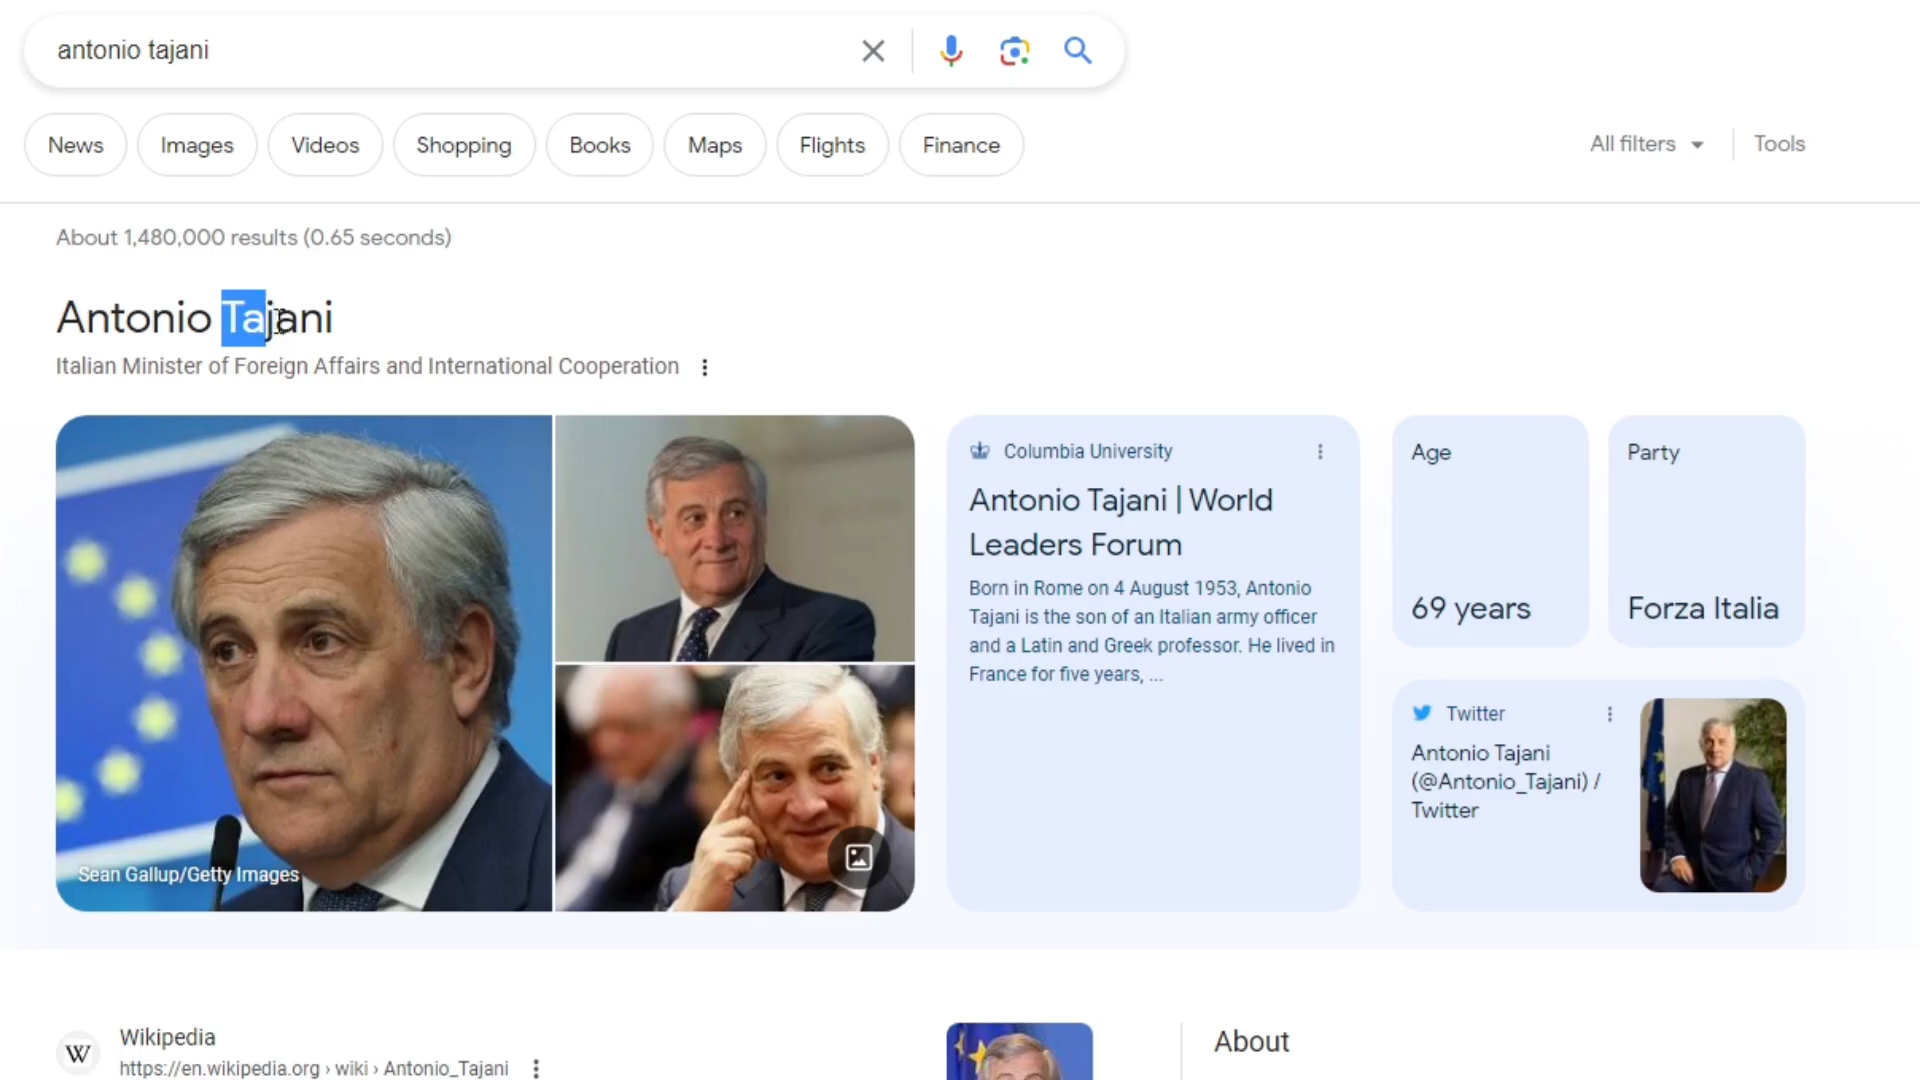 antonio tajani
News Images Videos Shopping Books Maps Flights Finance All filters Tools
About 1,480,000 results (0.65 seconds)
Antonio Tajani
Italian Minister of Foreign Affairs and International Cooperation
Sean Gallup/Getty Images
Columbia University
Antonio Tajani | World
Leaders Forum
Born in Rome on 4 August 1953, Antonio
Tajani is the son of an Italian army officer
and a Latin and Greek professor. He lived in
France for five years, ...
Age
69 years
Party
Forza Italia
Twitter
Antonio Tajani
(@Antonio_Tajani) /
Twitter
W
Wikipedia
https://en.wikipedia.org › wiki › Antonio_Tajani
About